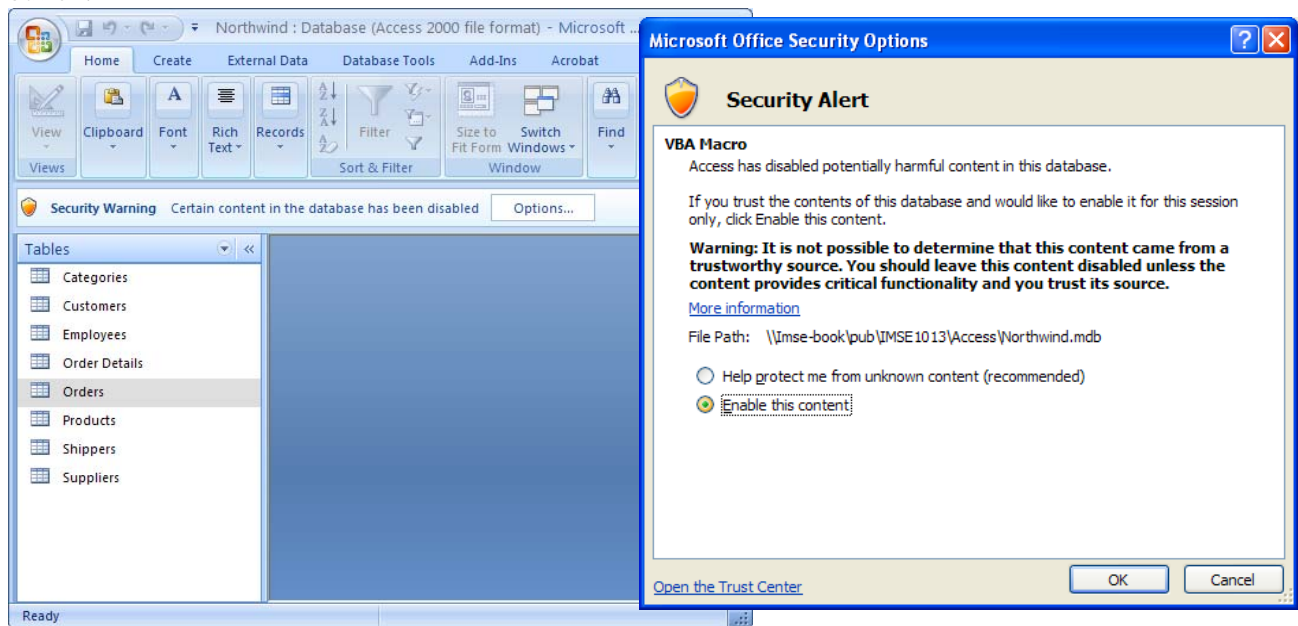 Northwind : Database (Access 2000 file format) - Microsoft ...
Home Create External Data Database Tools Add-Ins Acrobat
View Clipboard Font Rich Text Records Filter Size to Fit Form Switch Windows Find
Views Sort & Filter Window
Security Warning Certain content in the database has been disabled Options...
Tables
Categories
Customers
Employees
Order Details
Orders
Products
Shippers
Suppliers
Ready
Microsoft Office Security Options
Security Alert
VBA Macro
Access has disabled potentially harmful content in this database.
If you trust the contents of this database and would like to enable it for this session
only, click Enable this content.
Warning: It is not possible to determine that this content came from a
trustworthy source. You should leave this content disabled unless the
content provides critical functionality and you trust its source.
More information
File Path: \\Imse-book\pub\IMSE1013\Access\Northwind.mdb
Help protect me from unknown content (recommended)
Enable this content
Open the Trust Center OK Cancel